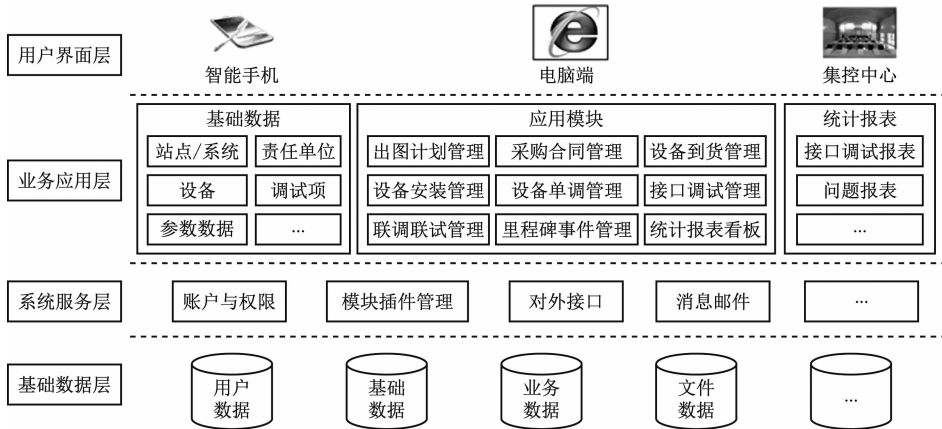 用户界面层
智能手机
电脑端
集控中心
业务应用层
基础数据
站点/系统
责任单位
设备
调试项
参数数据
...
应用模块
出图计划管理
采购合同管理
设备到货管理
设备安装管理
设备单调管理
接口调试管理
联调联试管理
里程碑事件管理
统计报表看板
统计报表
接口调试报表
问题报表
...
系统服务层
账户与权限
模块插件管理
对外接口
消息邮件
...
基础数据层
用户
数据
基础
数据
业务
数据
文件
数据
...